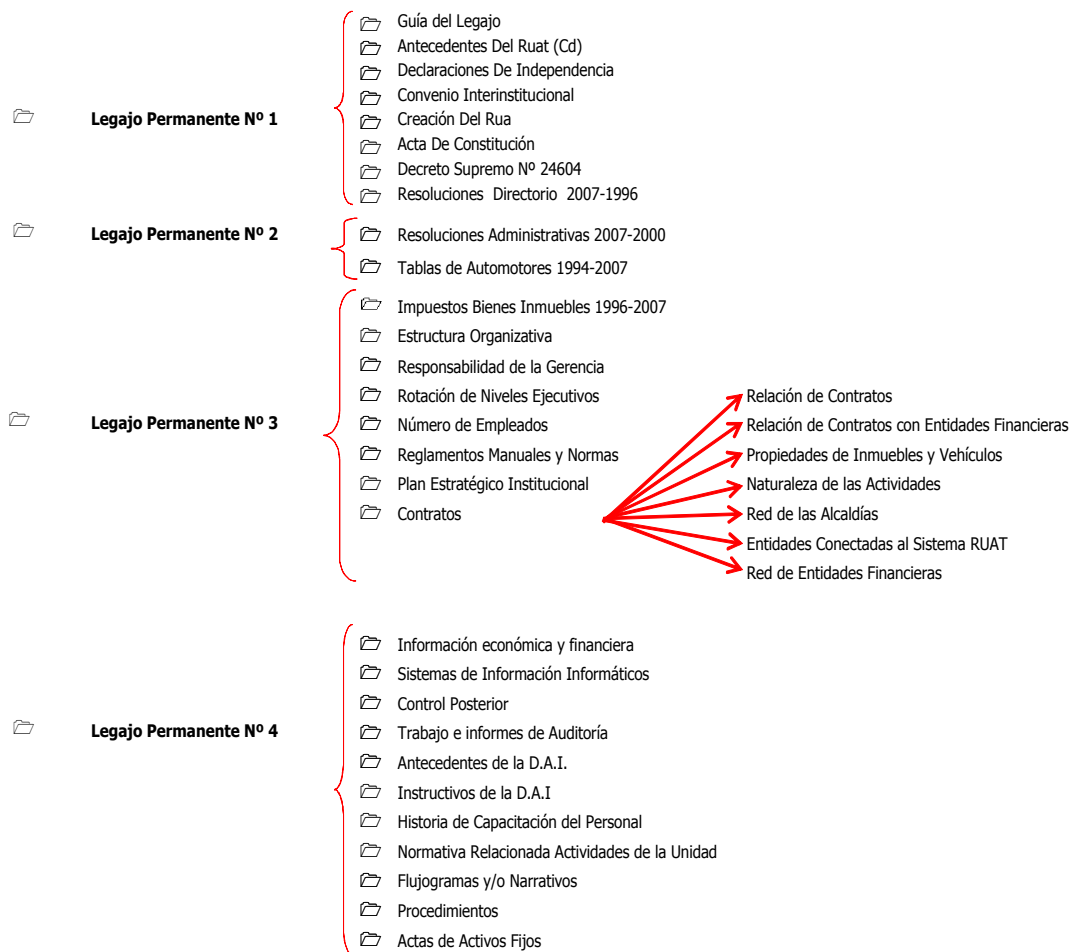 Legajo Permanente Nº 1
Guía del Legajo
Antecedentes Del Ruat (Cd)
Declaraciones De Independencia
Convenio Interinstitucional
Creación Del Rua
Acta De Constitución
Decreto Supremo Nº 24604
Resoluciones Directorio 2007-1996
Legajo Permanente Nº 2
Resoluciones Administrativas 2007-2000
Tablas de Automotores 1994-2007
Legajo Permanente Nº 3
Impuestos Bienes Inmuebles 1996-2007
Estructura Organizativa
Responsabilidad de la Gerencia
Rotación de Niveles Ejecutivos
Número de Empleados
Reglamentos Manuales y Normas
Plan Estratégico Institucional
Contratos
Relación de Contratos
Relación de Contratos con Entidades Financieras
Propiedades de Inmuebles y Vehículos
Naturaleza de las Actividades
Red de las Alcaldías
Entidades Conectadas al Sistema RUAT
Red de Entidades Financieras
Legajo Permanente Nº 4
Información económica y financiera
Sistemas de Información Informáticos
Control Posterior
Trabajo e informes de Auditoría
Antecedentes de la D.A.I.
Instructivos de la D.A.I
Historia de Capacitación del Personal
Normativa Relacionada Actividades de la Unidad
Flujogramas y/o Narrativos
Procedimientos
Actas de Activos Fijos